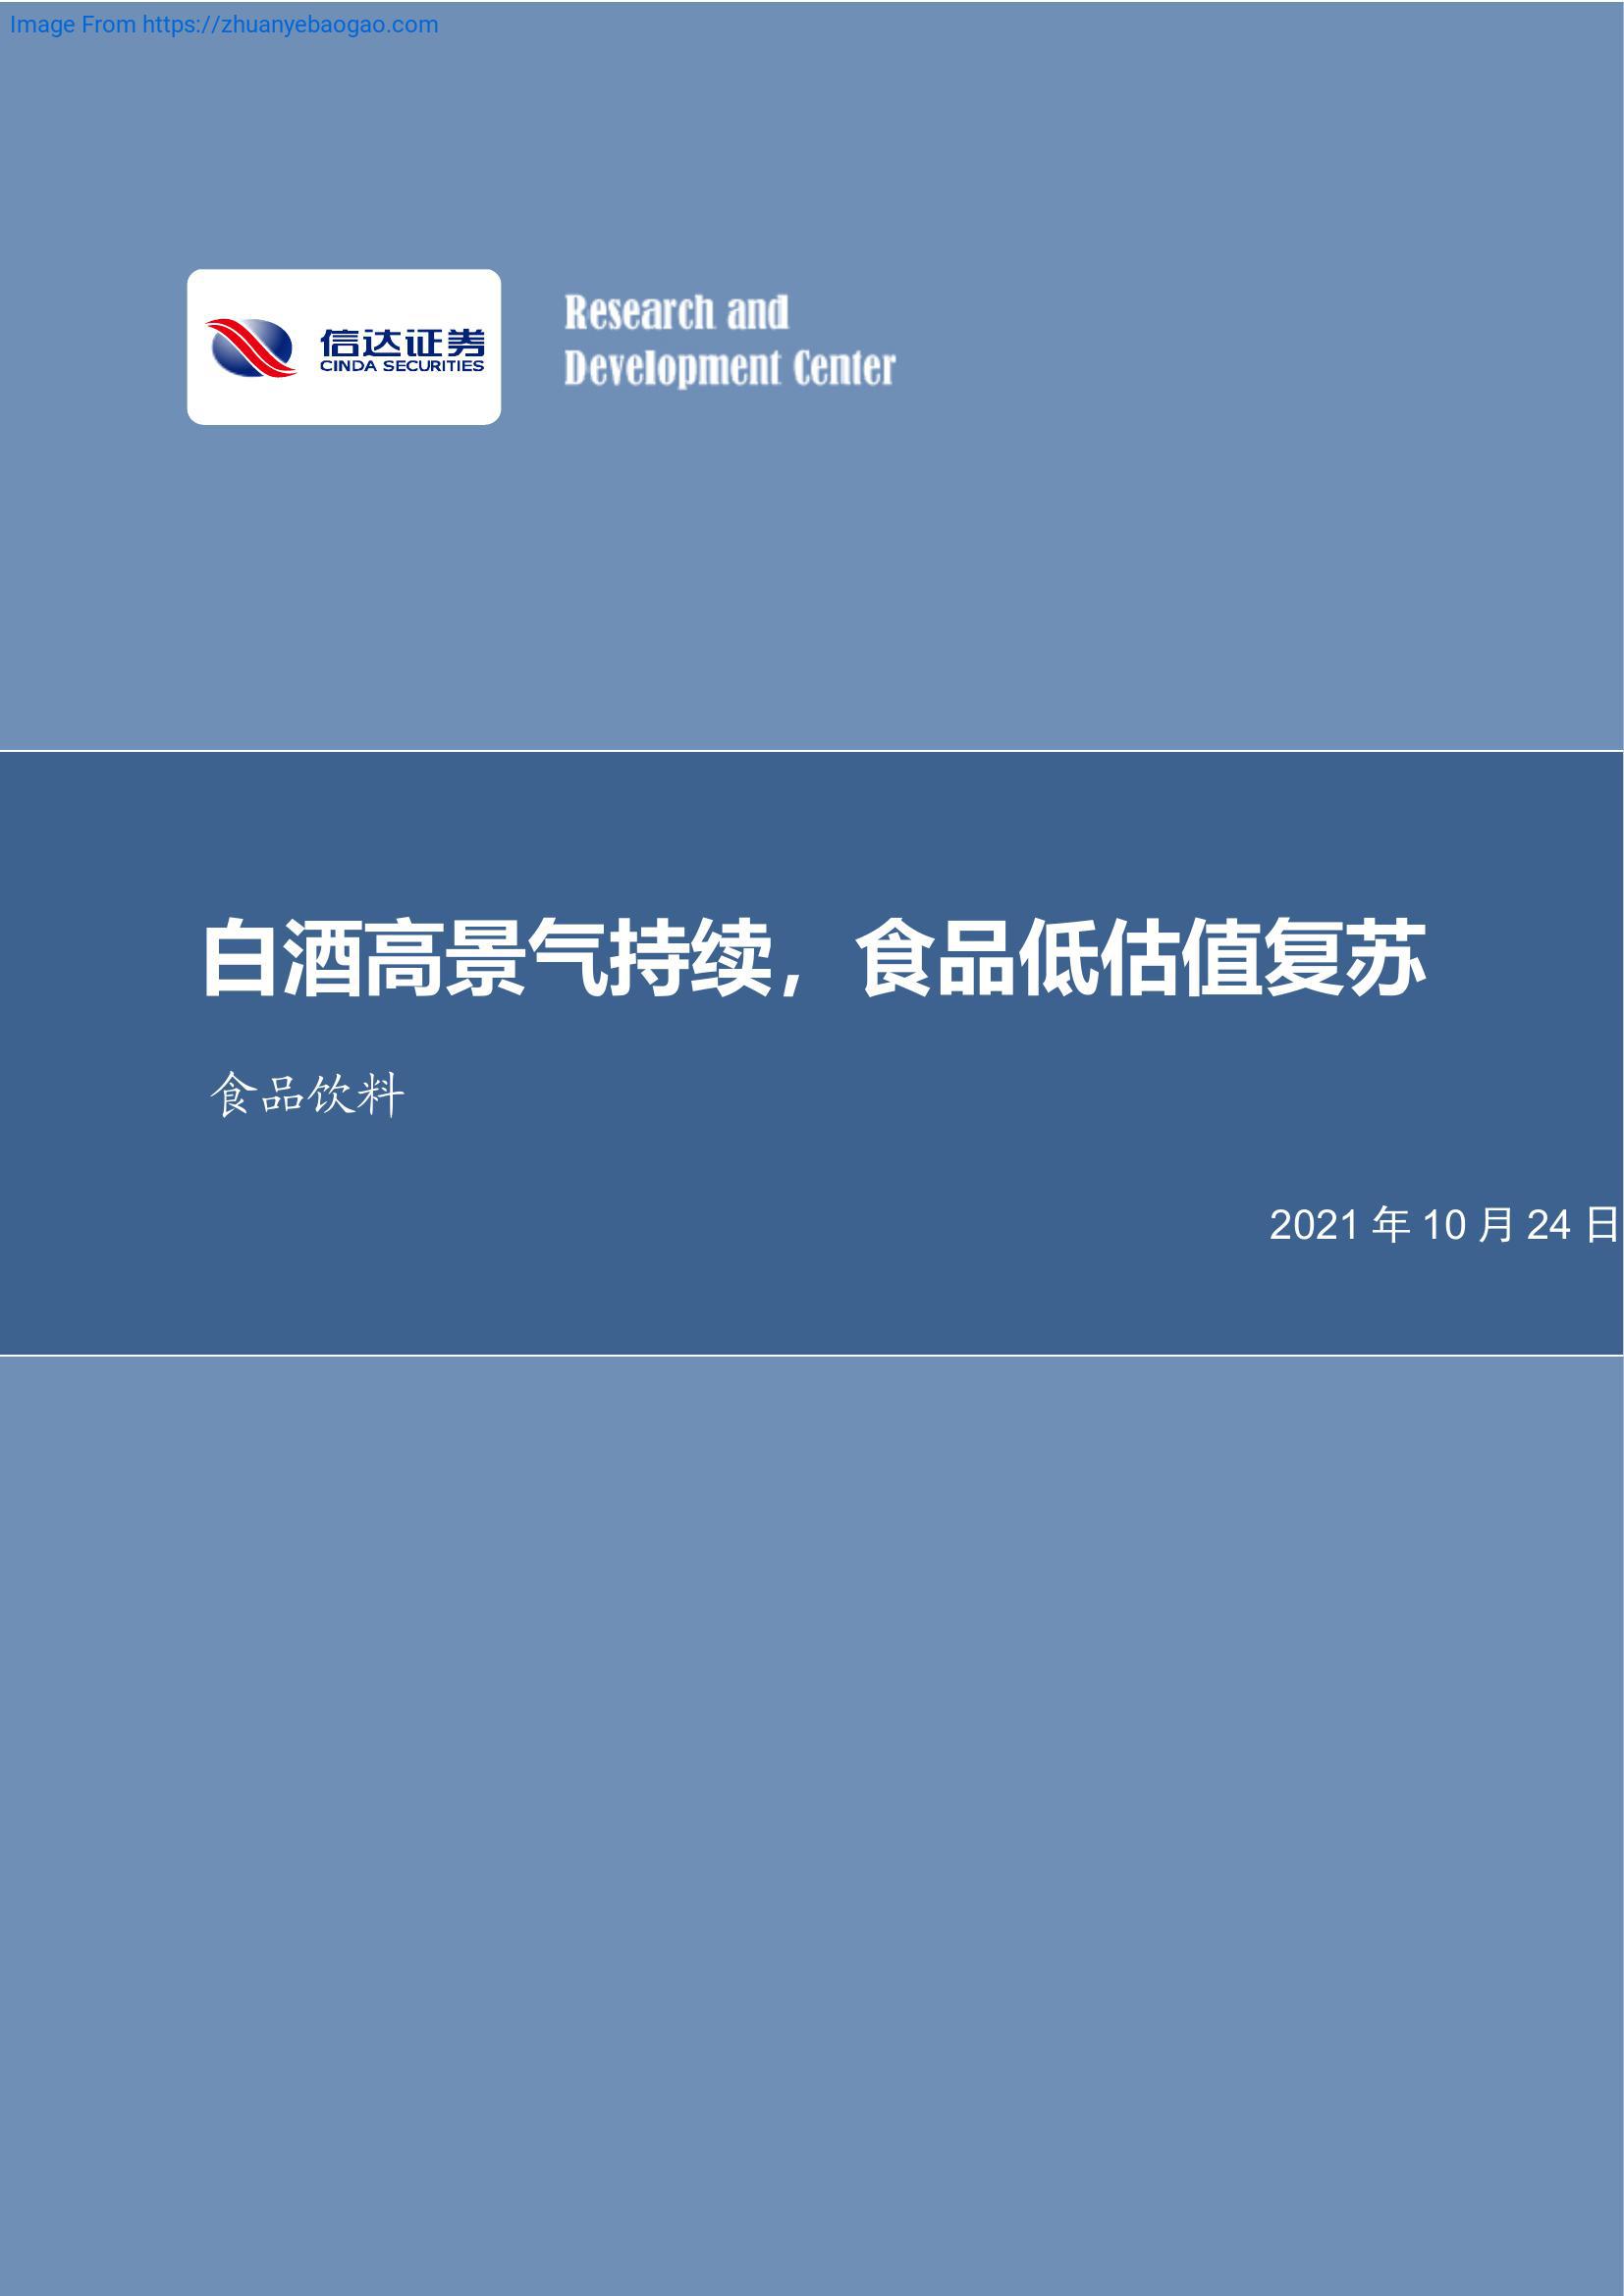 Image From https://zhuanyebaogao.com
信达证券
CINDA SECURITIES
Research and
Development Center
白酒高景气持续，食品低估值复苏
食品饮料
2021 年 10 月 24 日